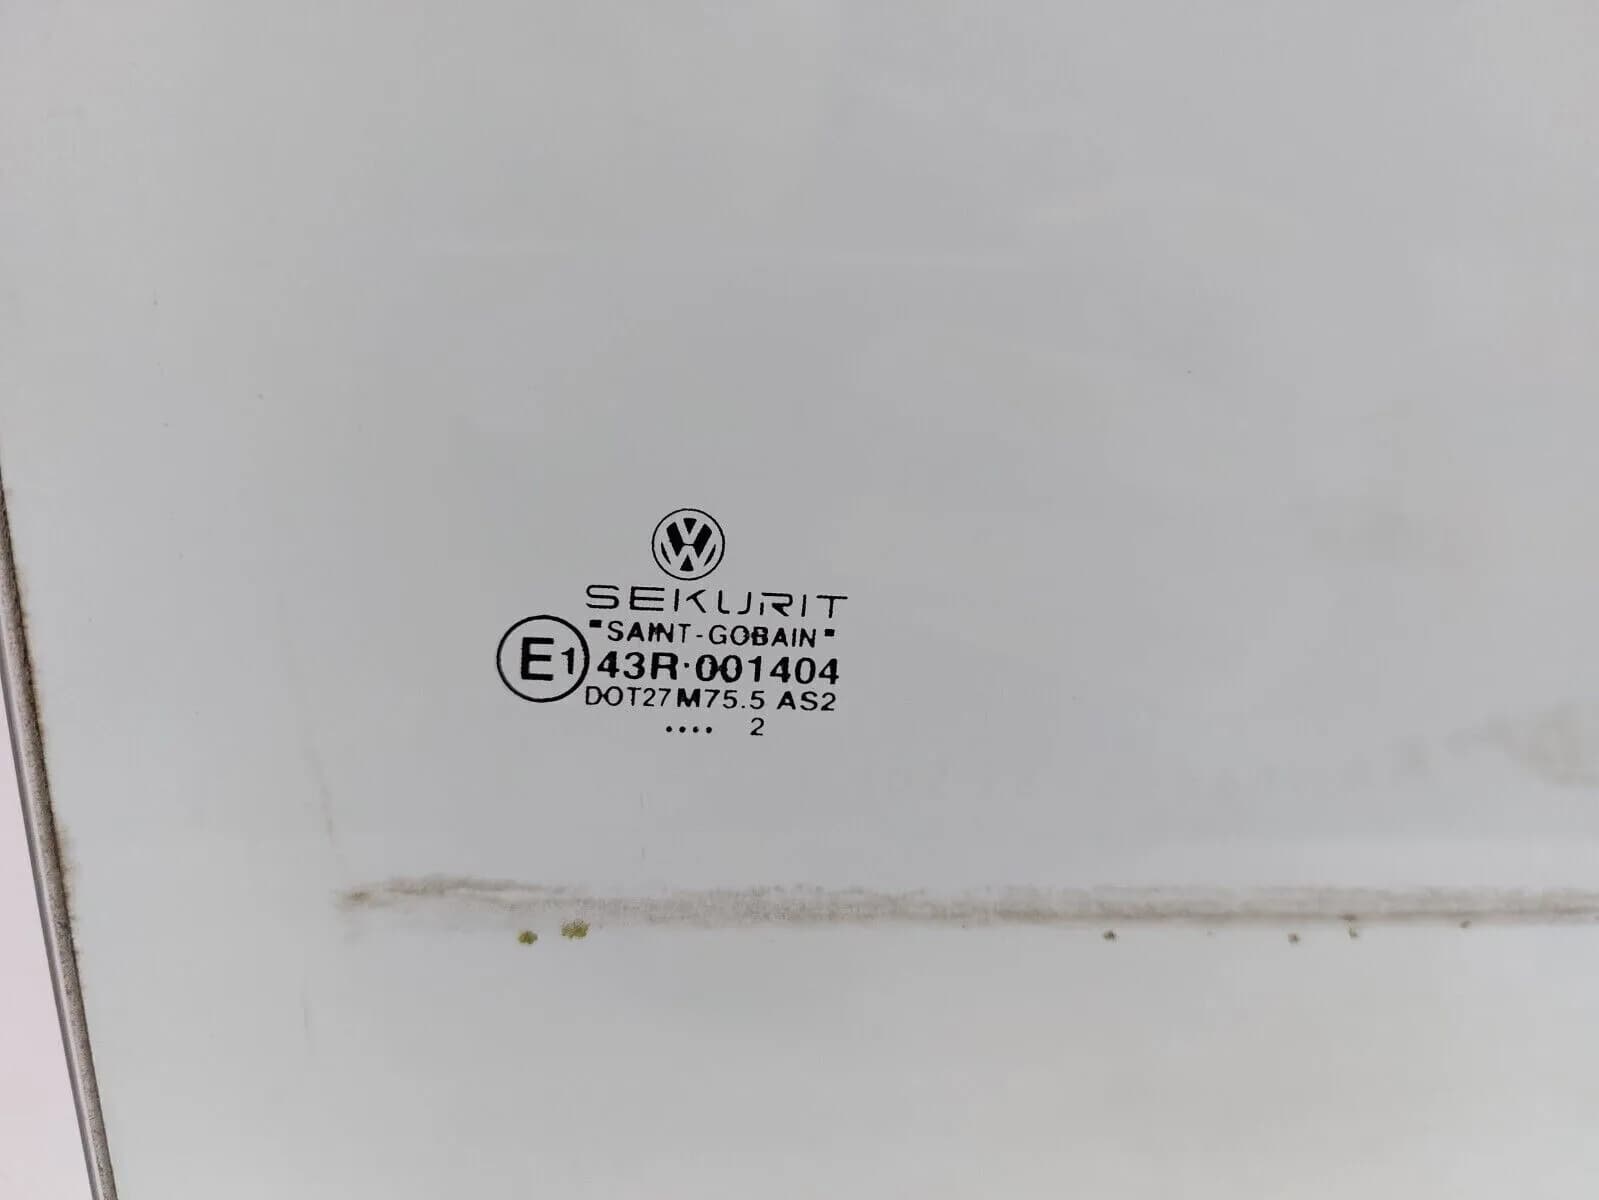 SEKURIT
"SAINT-GOBAIN"
E1 43R·001404
DOT27 M75.5 AS2
.... 2